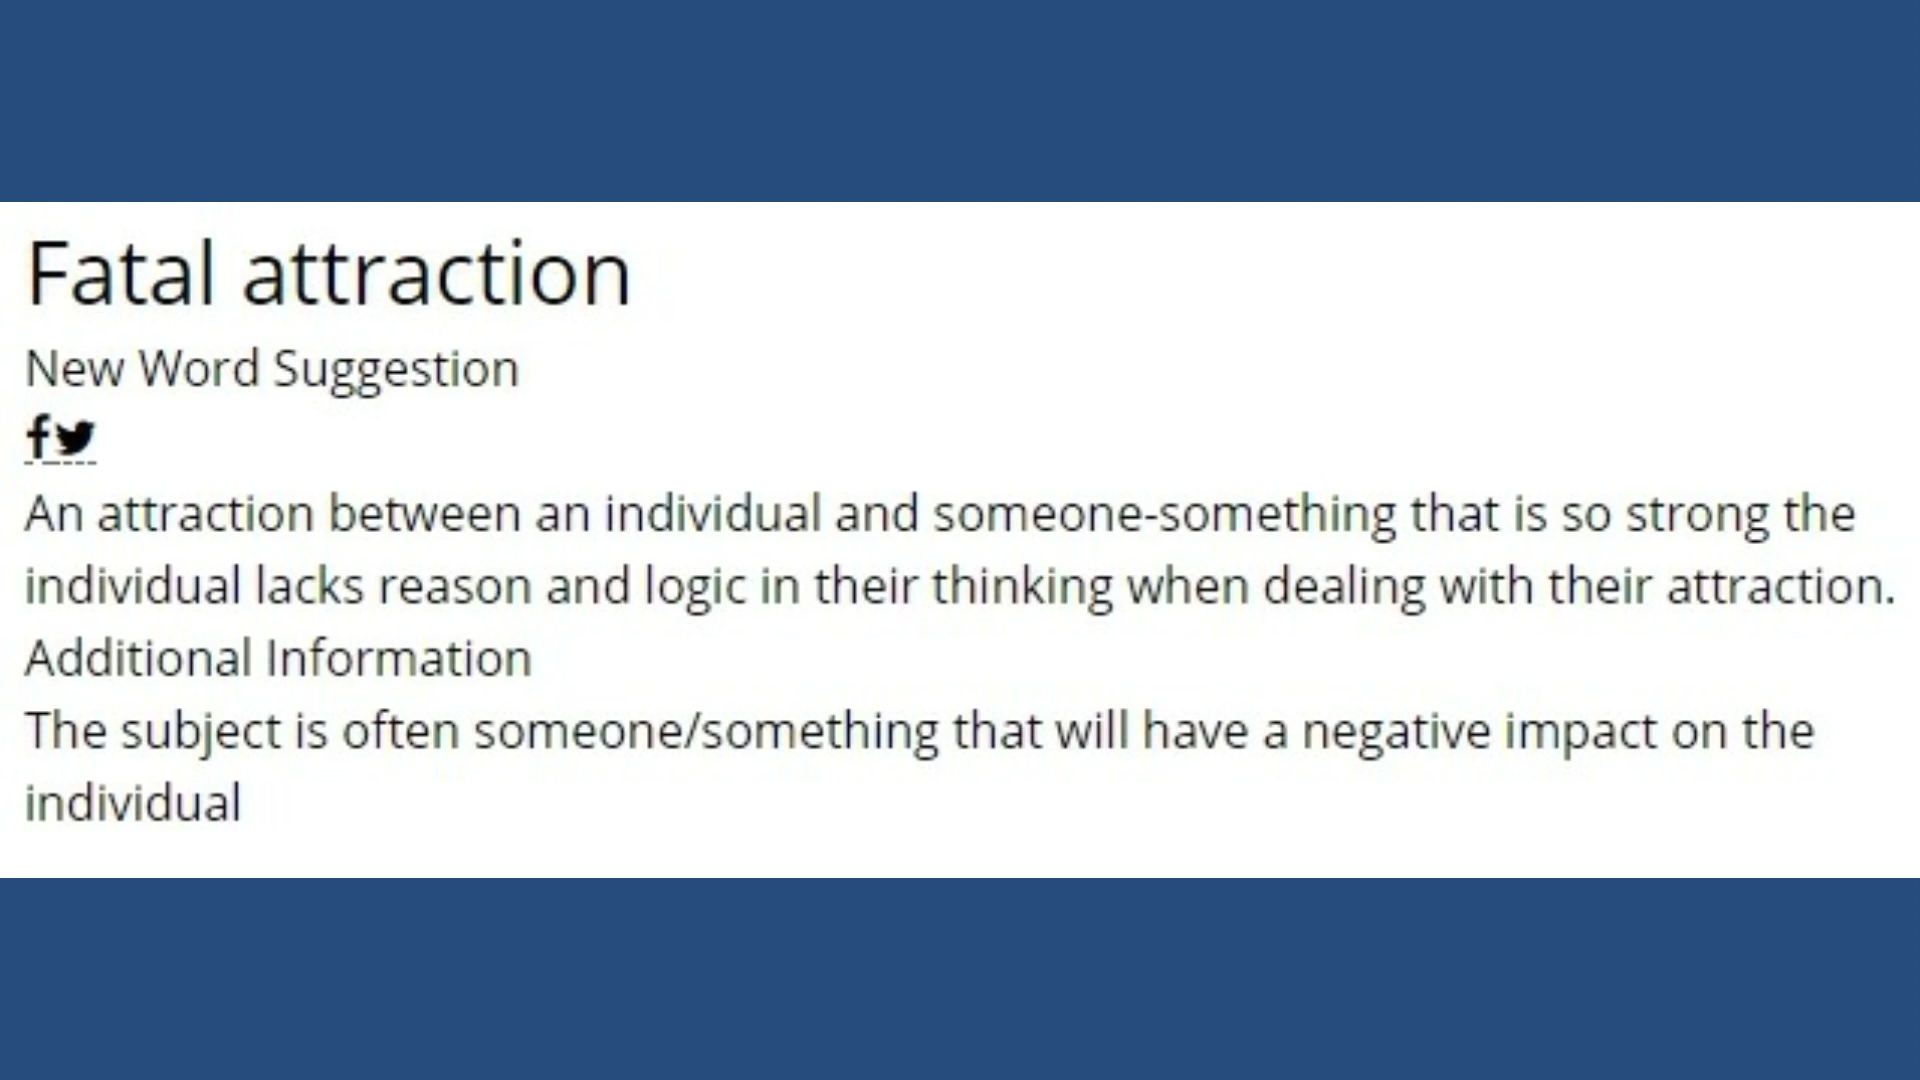 Fatal attraction
New Word Suggestion
An attraction between an individual and someone-something that is so strong the
individual lacks reason and logic in their thinking when dealing with their attraction.
Additional Information
The subject is often someone/something that will have a negative impact on the
individual